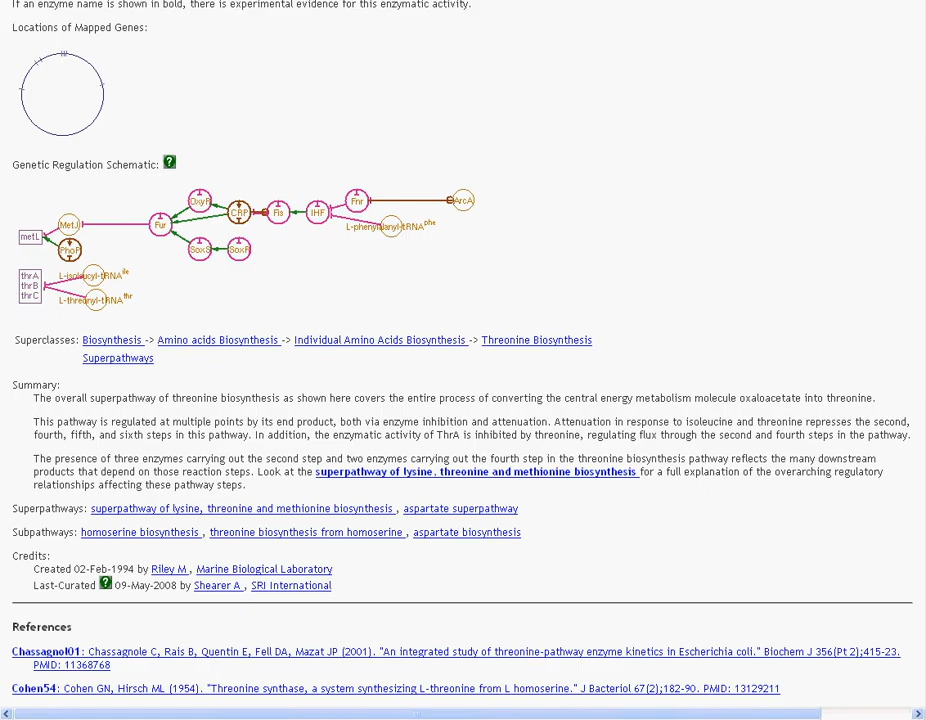 If an enzyme name is shown in bold, there is experimental evidence for this enzymatic activity.
Locations of Mapped Genes:
Genetic Regulation Schematic: ?
OxyR
CRP
Fis
IHF
Fnr
ArcA
L-phenylalanyl-tRNAphe
MetJ
Fur
metL
PhoP
SoxS
SoxR
thrA
thrB
thrC
L-isoleucyl-tRNAile
L-threonyl-tRNAthr
Superclasses: Biosynthesis -> Amino acids Biosynthesis -> Individual Amino Acids Biosynthesis -> Threonine Biosynthesis
Superpathways
Summary:
The overall superpathway of threonine biosynthesis as shown here covers the entire process of converting the central energy metabolism molecule oxaloacetate into threonine.
This pathway is regulated at multiple points by its end product, both via enzyme inhibition and attenuation. Attenuation in response to isoleucine and threonine represses the second,
fourth, fifth, and sixth steps in this pathway. In addition, the enzymatic activity of ThrA is inhibited by threonine, regulating flux through the second and fourth steps in the pathway.
The presence of three enzymes carrying out the second step and two enzymes carrying out the fourth step in the threonine biosynthesis pathway reflects the many downstream
products that depend on those reaction steps. Look at the superpathway of lysine, threonine and methionine biosynthesis for a full explanation of the overarching regulatory
relationships affecting these pathway steps.
Superpathways: superpathway of lysine, threonine and methionine biosynthesis , aspartate superpathway
Subpathways: homoserine biosynthesis , threonine biosynthesis from homoserine , aspartate biosynthesis
Credits:
Created 02-Feb-1994 by Riley M , Marine Biological Laboratory
Last-Curated ? 09-May-2008 by Shearer A , SRI International
References
Chassagnol01: Chassagnole C, Rais B, Quentin E, Fell DA, Mazat JP (2001). "An integrated study of threonine-pathway enzyme kinetics in Escherichia coli." Biochem J 356(Pt 2);415-23.
PMID: 11368768
Cohen54: Cohen GN, Hirsch ML (1954). "Threonine synthase, a system synthesizing L-threonine from L homoserine." J Bacteriol 67(2);182-90. PMID: 13129211